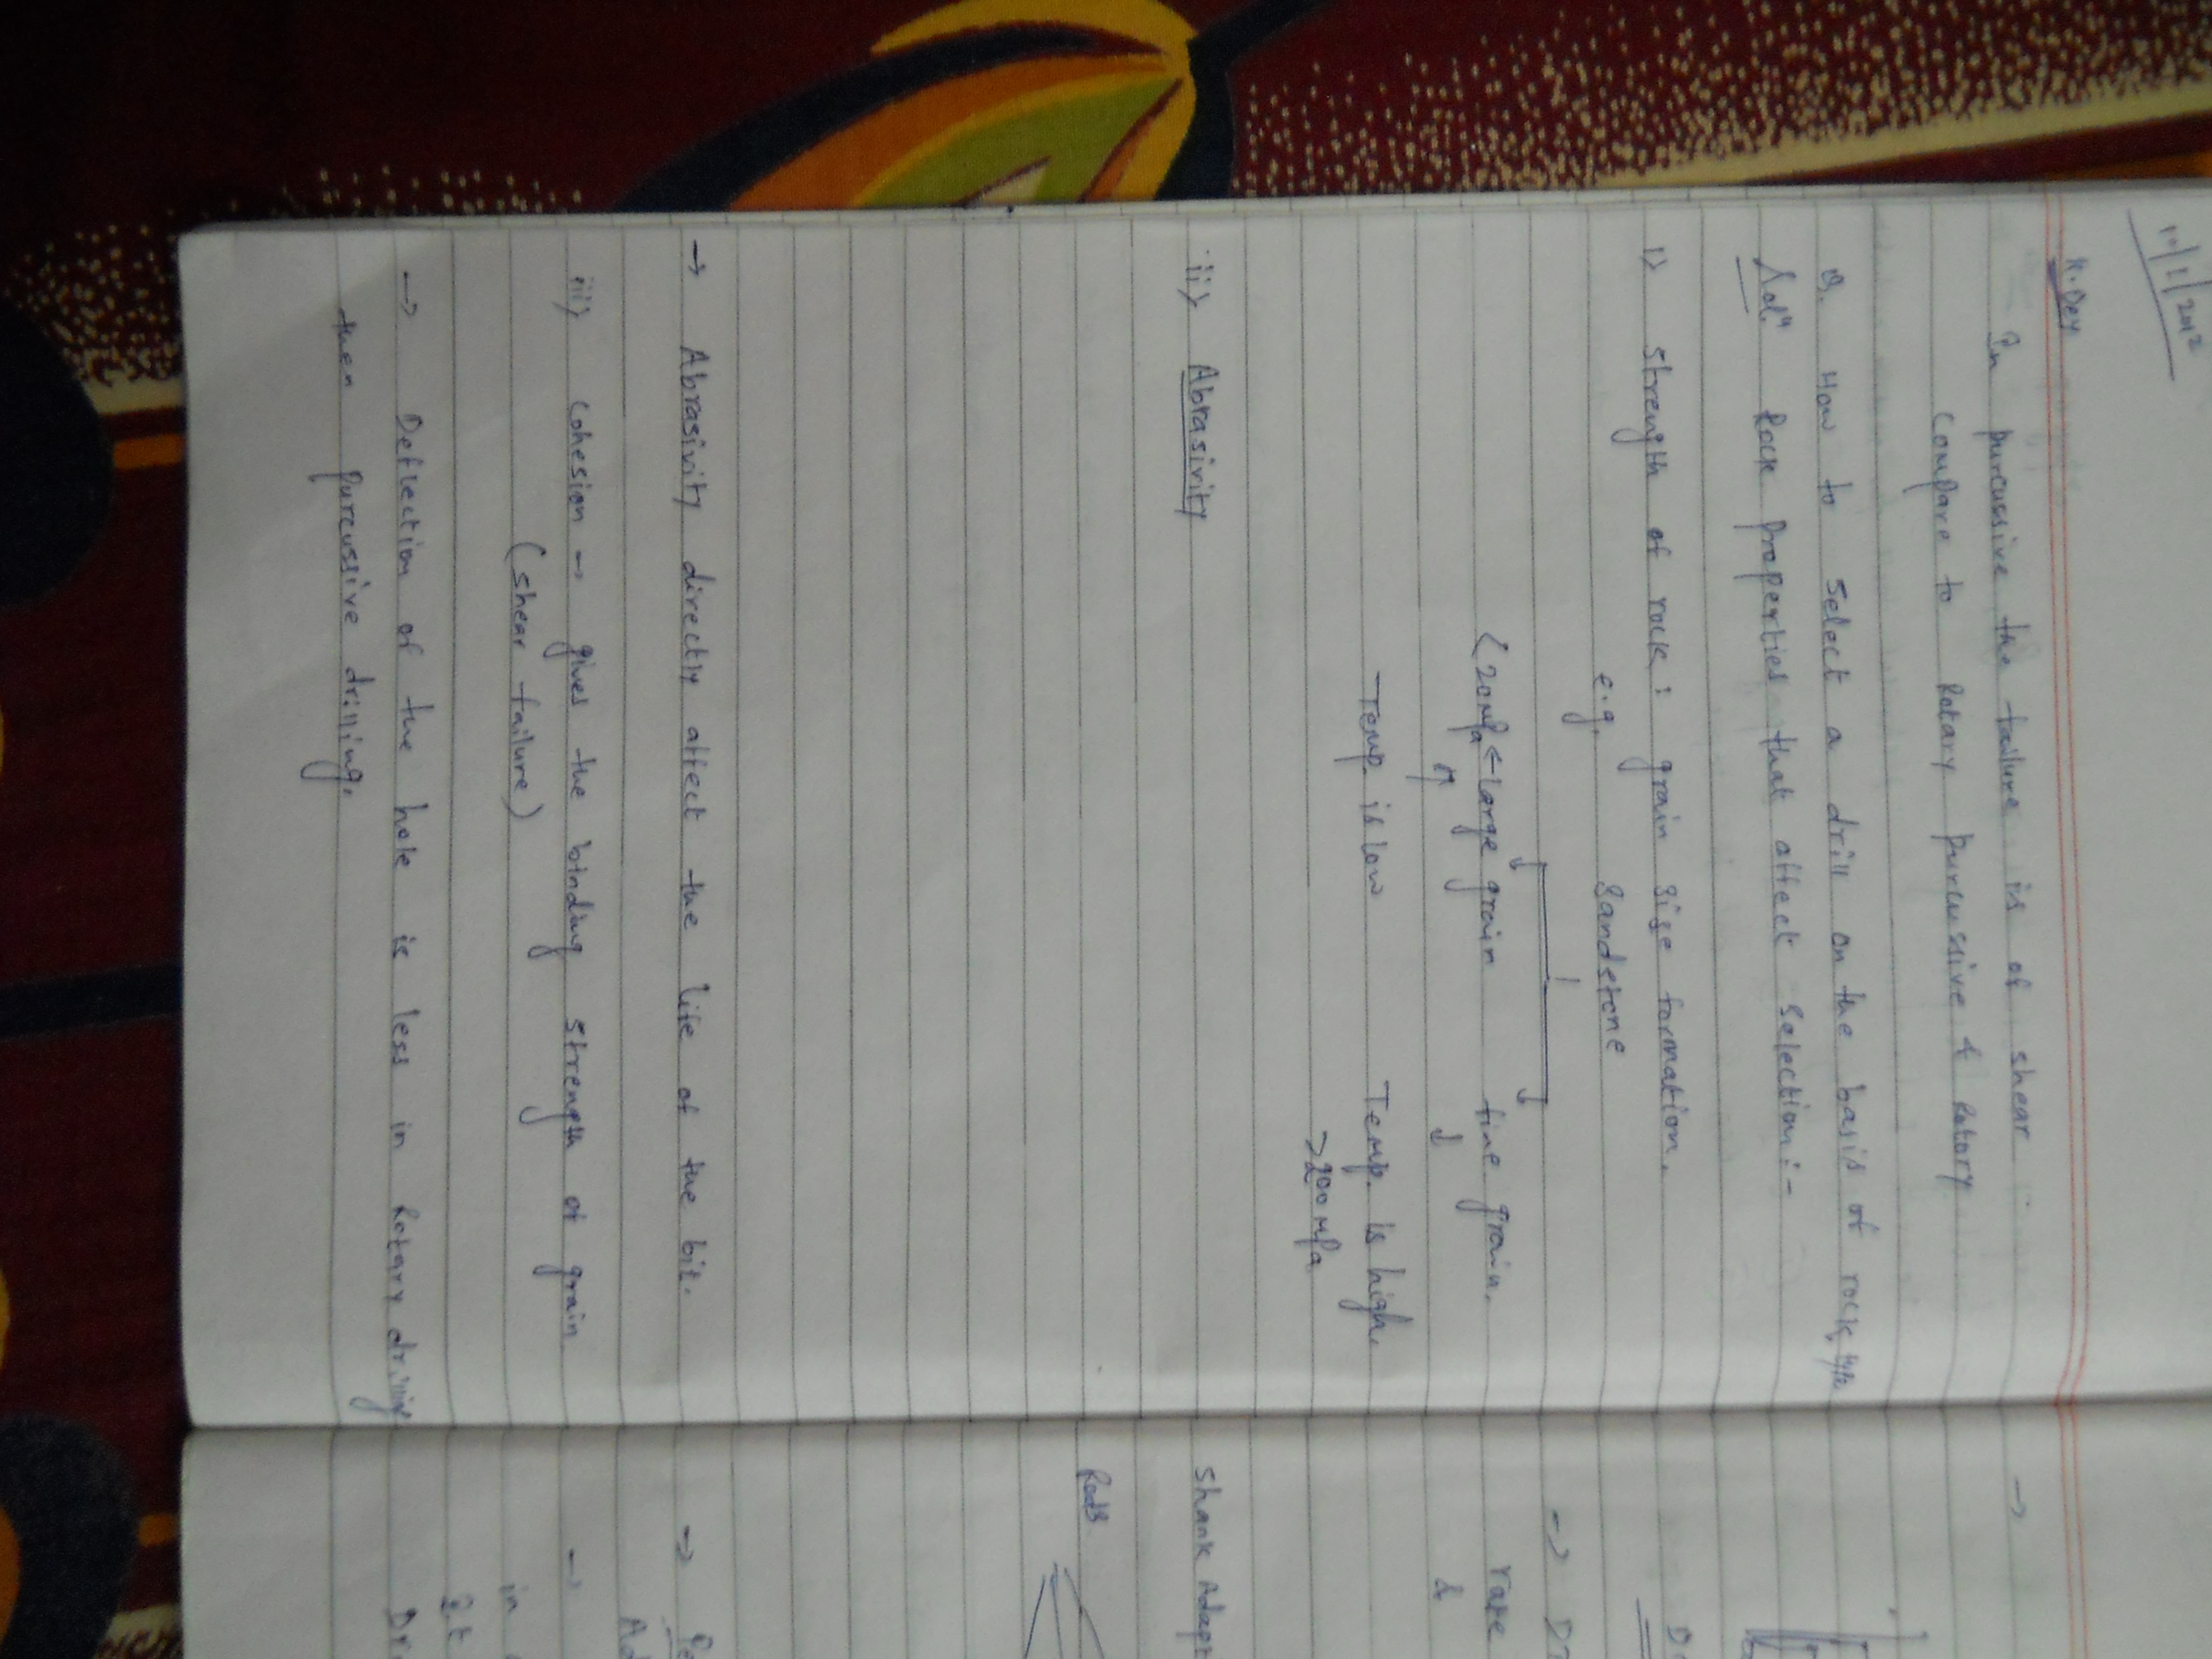 10/1/2012
K. Dey
In purcussive the failure is of shear
compare to Rotary purcussive & Rotory
Q. How to select a drill on the basis of rock type
Solⁿ Rock properties that affect selection:-
i) strength of rock: grain size formation.
e.g. Sandstone
(20MPa < Large grain fine grain.
Temp. is low Temp. is high.
>200 MPa
ii) Abrasivity
→ Abrasivity directly affect the life of the bit.
iii) cohesion → gives the binding strength of grain
(shear failure)
→ Deflection of the hole is less in Rotary drilling
then purcussive drilling.
→
→
rate
&
shank Adapt
Rods
→
→
in